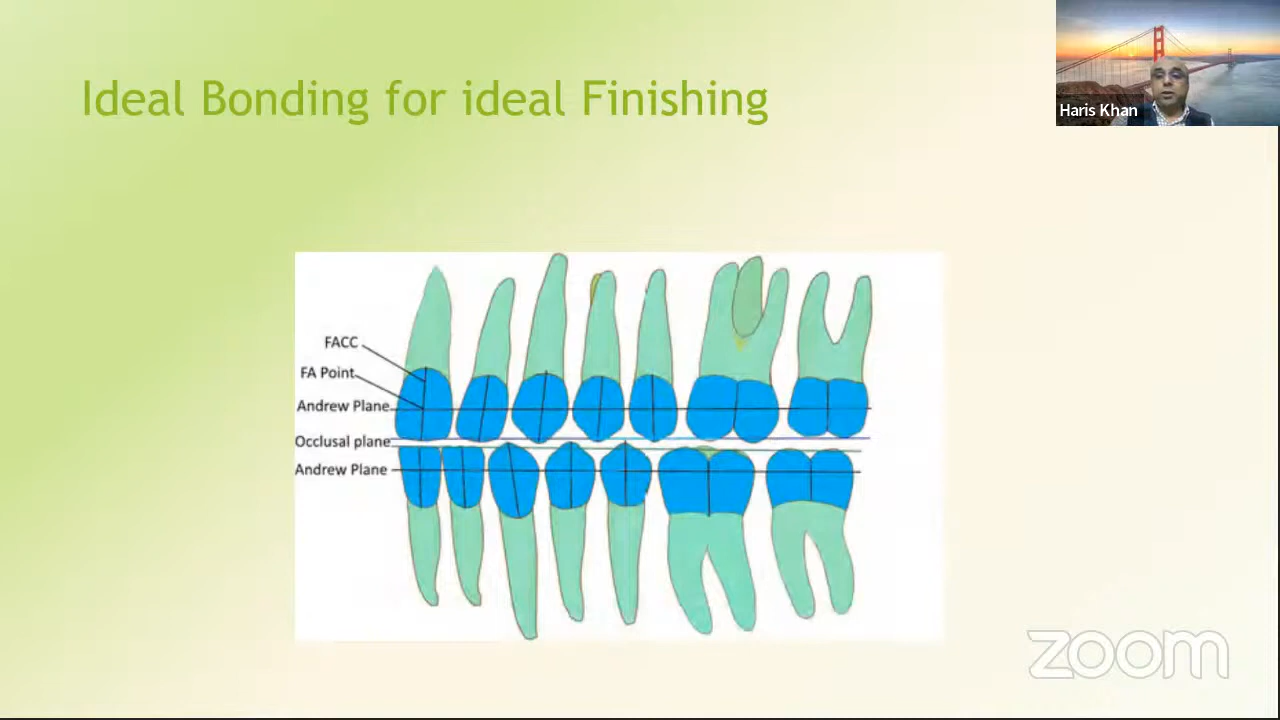 Ideal Bonding for ideal Finishing
Haris Khan
FACC
FA Point
Andrew Plane
Occlusal plane
Andrew Plane
zoom